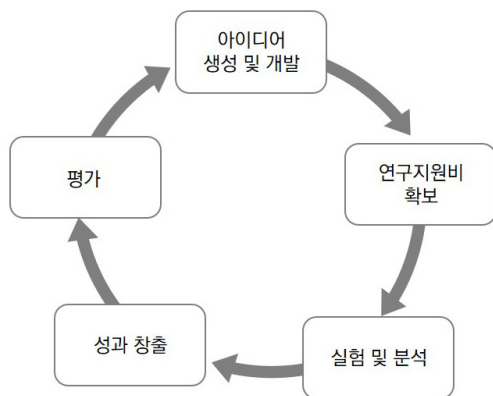 아이디어
생성 및 개발
연구지원비
확보
실험 및 분석
성과 창출
평가